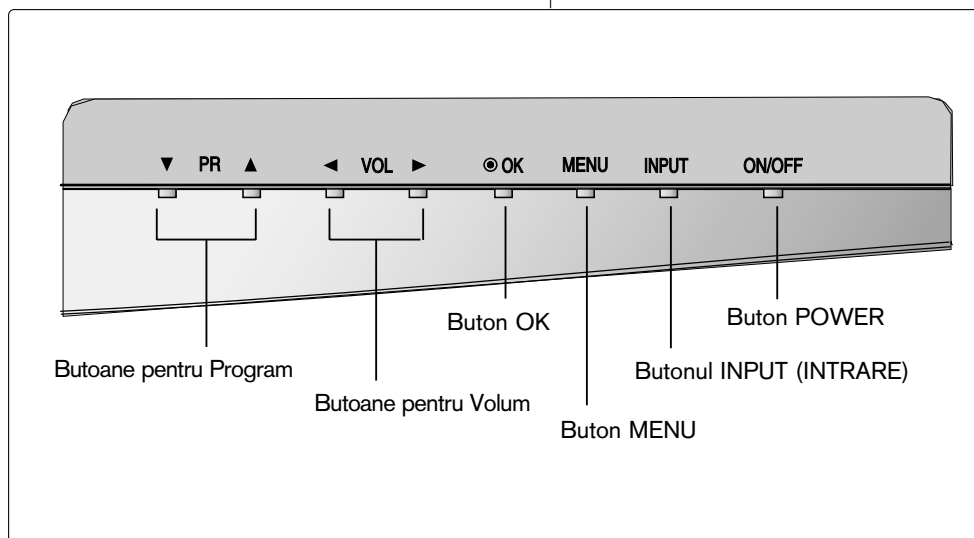 ▼ PR ▲ ◄ VOL ► ◉ OK MENU INPUT ON/OFF
Buton OK
Buton POWER
Butoane pentru Program
Butonul INPUT (INTRARE)
Butoane pentru Volum
Buton MENU